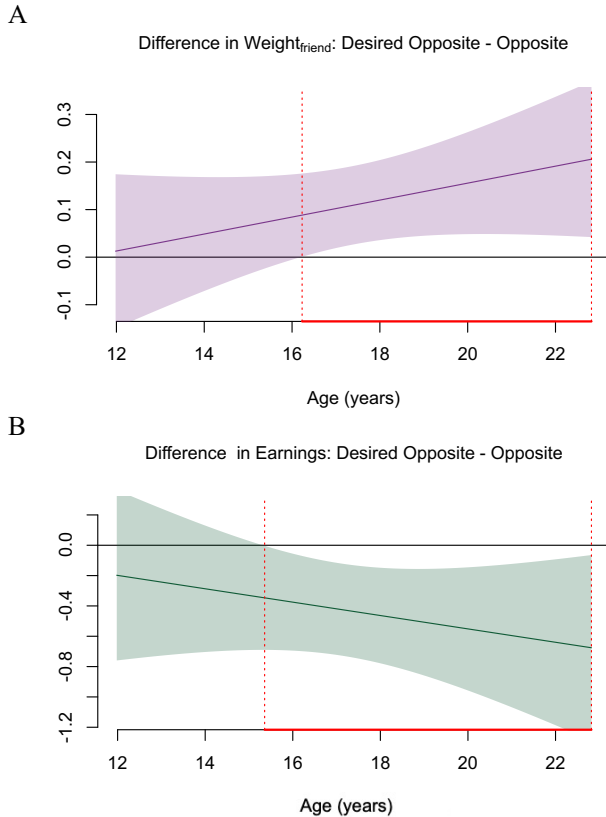 A
Difference in Weightfriend: Desired Opposite - Opposite
0.3
0.2
0.1
0.0
-0.1
12 14 16 18 20 22
Age (years)
B
Difference in Earnings: Desired Opposite - Opposite
0.0
-0.4
-0.8
-1.2
12 14 16 18 20 22
Age (years)